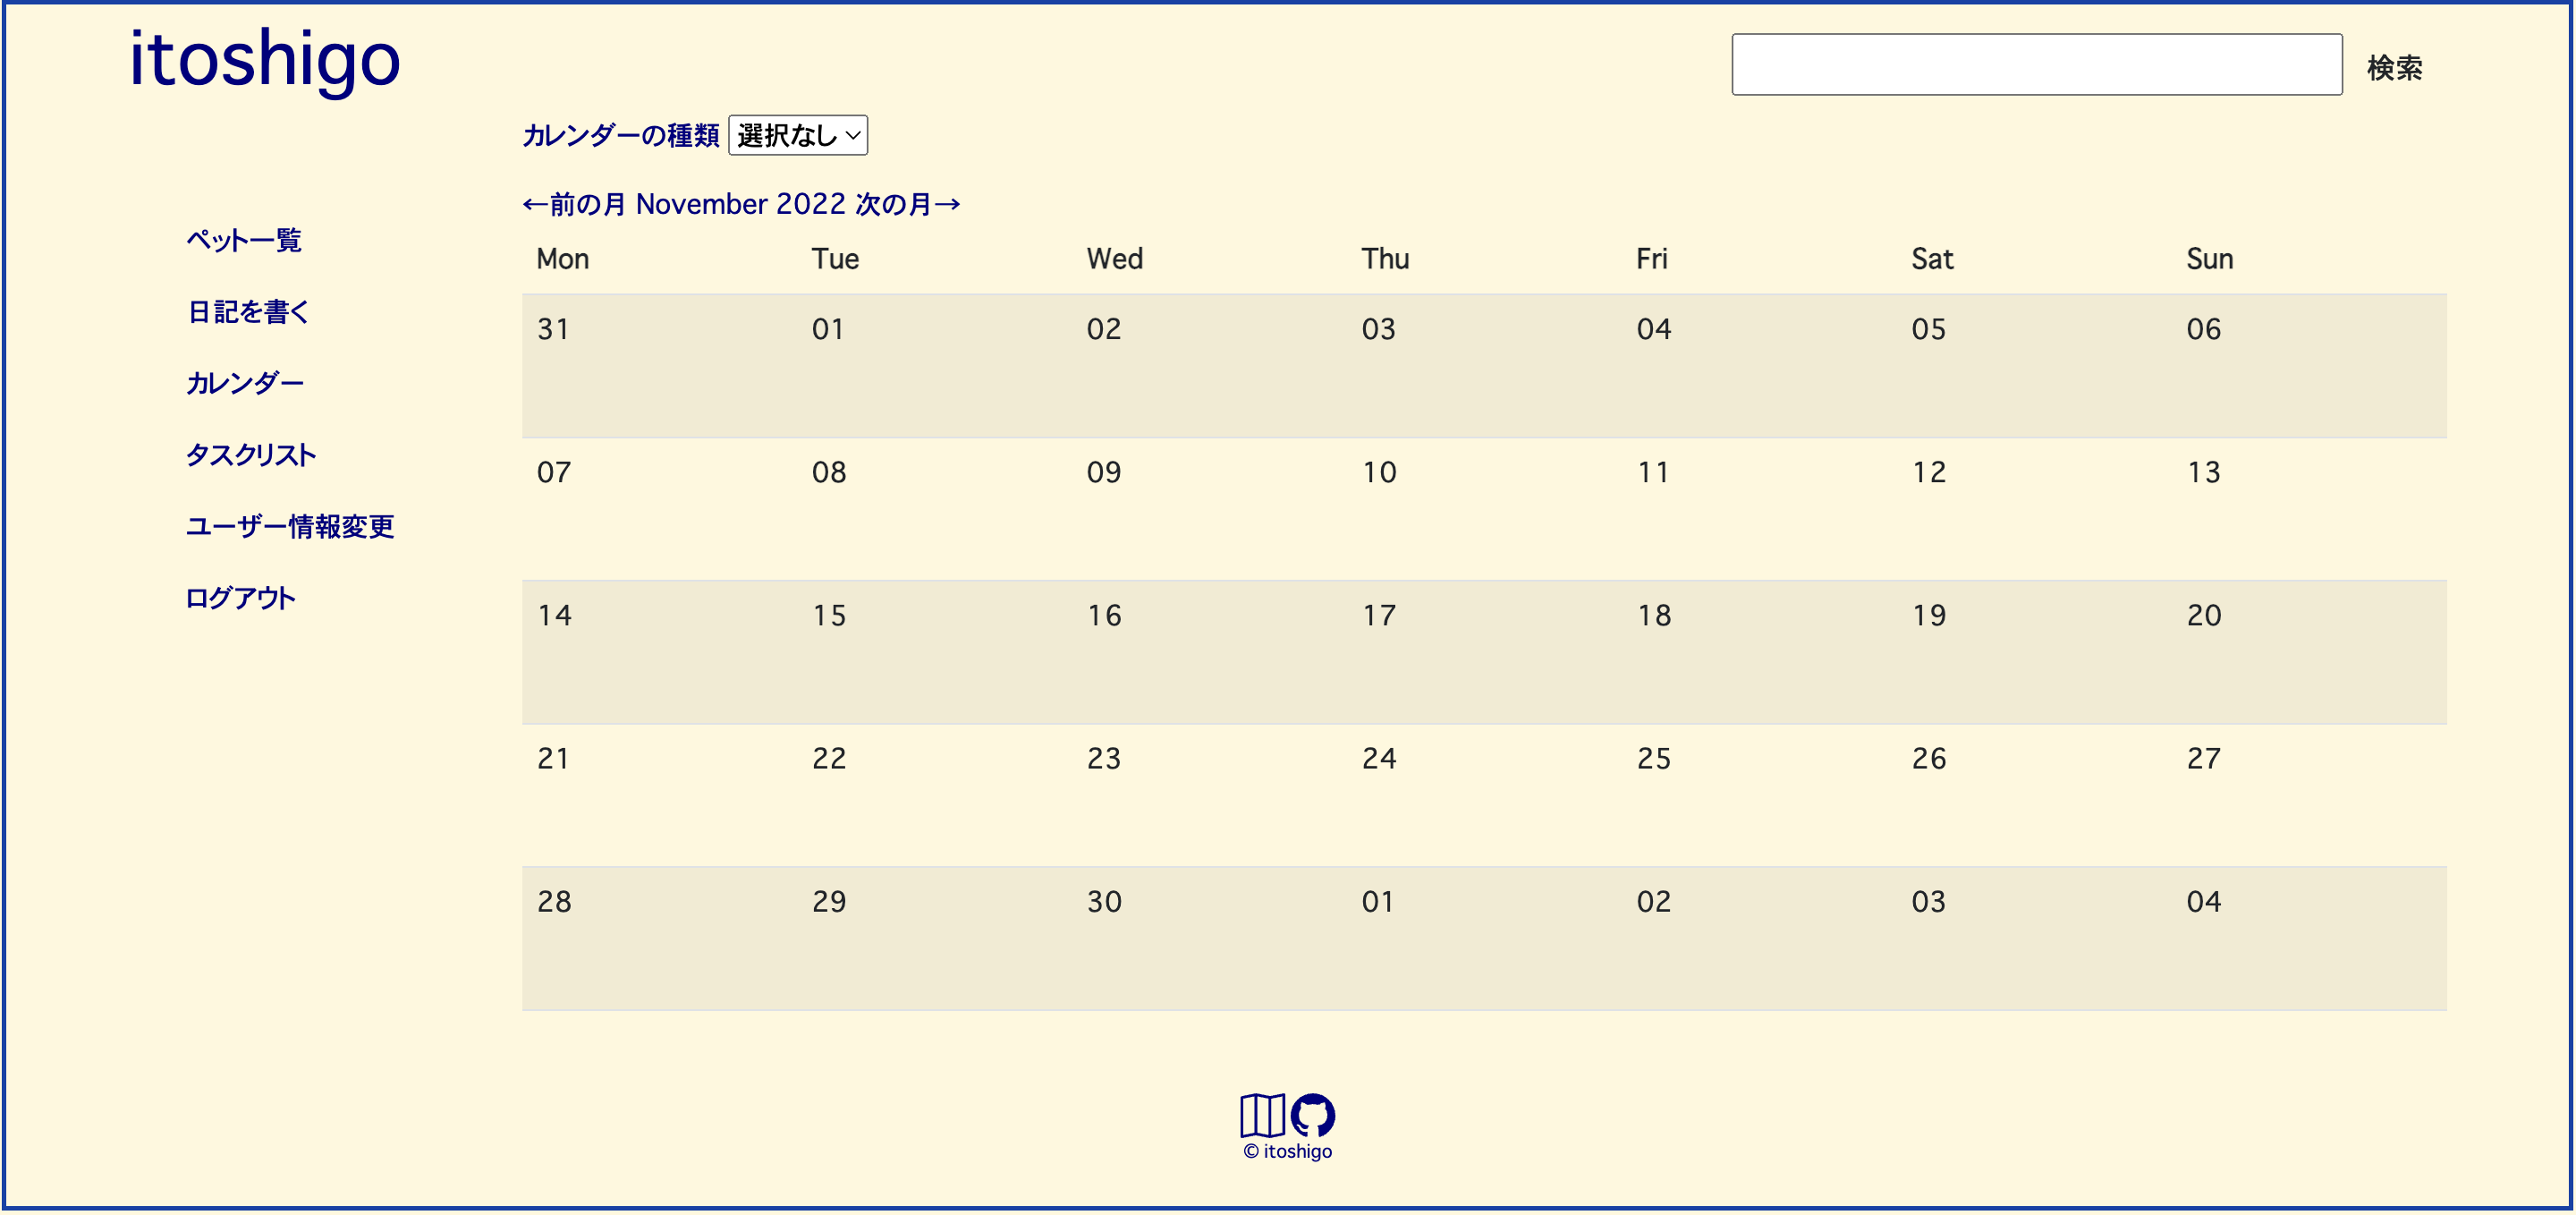 itoshigo
検索
カレンダーの種類 選択なし
←前の月 November 2022 次の月→
ペット一覧
日記を書く
カレンダー
タスクリスト
ユーザー情報変更
ログアウト
Mon Tue Wed Thu Fri Sat Sun
31 01 02 03 04 05 06
07 08 09 10 11 12 13
14 15 16 17 18 19 20
21 22 23 24 25 26 27
28 29 30 01 02 03 04
© itoshigo